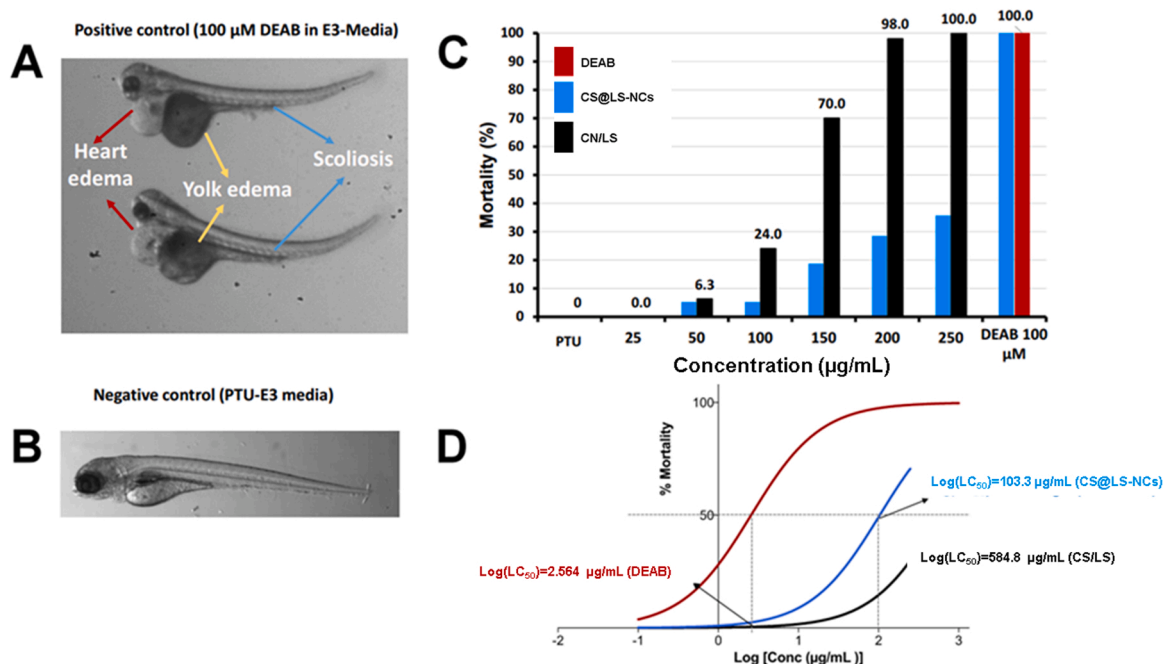 A
Positive control (100 µM DEAB in E3-Media)
Heart
edema
Yolk edema
Scoliosis
B
Negative control (PTU-E3 media)
C
Mortality (%)
100
90
80
70
60
50
40
30
20
10
0
DEAB
CS@LS-NCs
CN/LS
0
0.0
6.3
24.0
70.0
98.0
100.0
100.0
PTU
25
50
100
150
200
250
DEAB 100
µM
Concentration (µg/mL)
D
% Mortality
100
50
Log(LC50)=103.3 µg/mL (CS@LS-NCs)
Log(LC50)=2.564 µg/mL (DEAB)
Log(LC50)=584.8 µg/mL (CS/LS)
-2
-1
0
1
2
3
Log [Conc (µg/mL )]